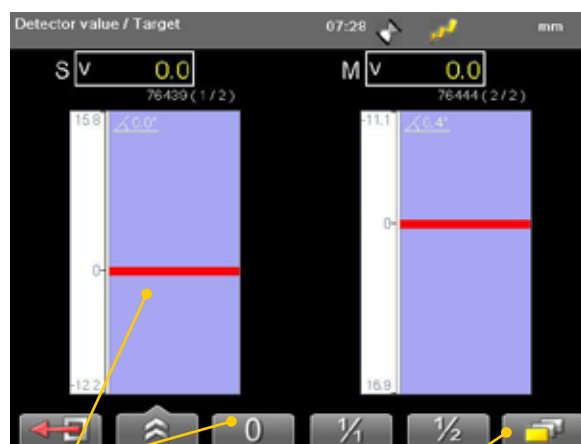 Detector value / Target 07:28 mm
S V 0.0 M V 0.0
76439 (1/2) 76444 (2/2)
15.8 0.0° -11.1 0.4°
0
0
-12.2 16.9
0 1/1 1/2